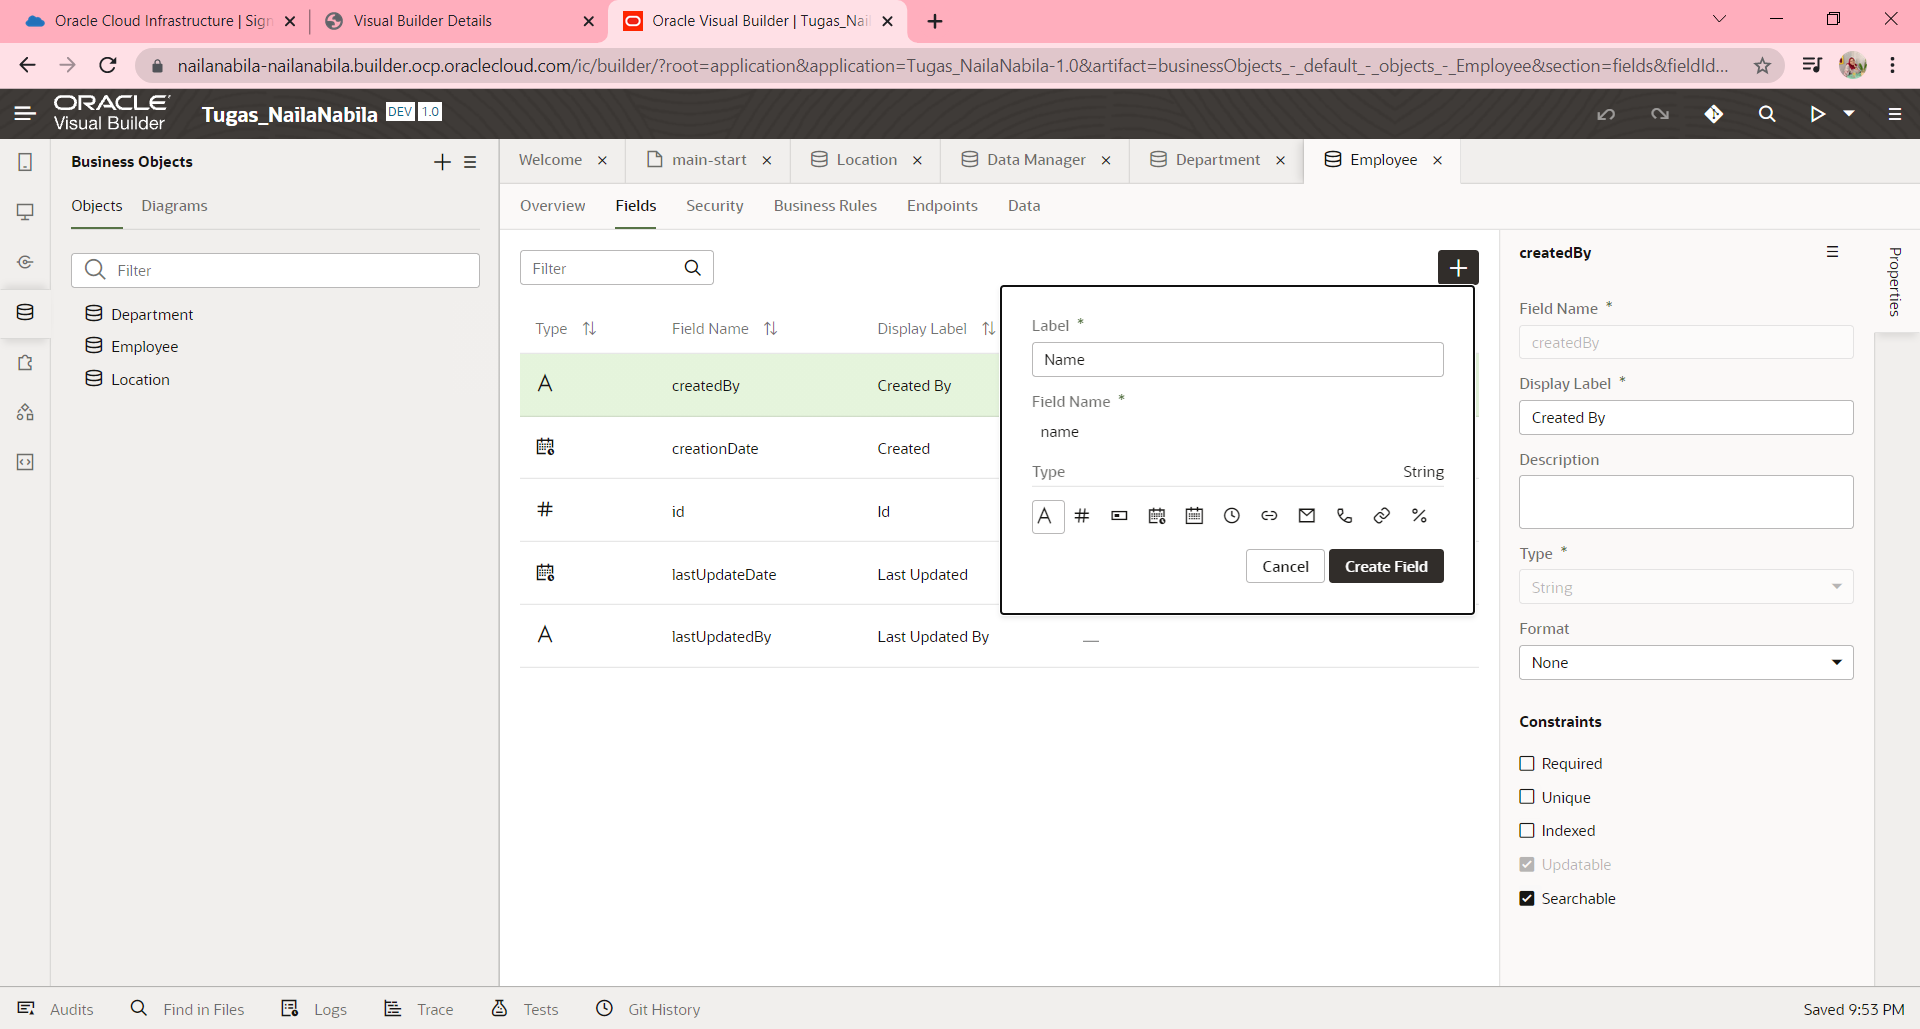 Oracle Cloud Infrastructure | Sign
Visual Builder Details
Oracle Visual Builder | Tugas_Nail
nailanabila-nailanabila.builder.ocp.oraclecloud.com/ic/builder/?root=application&application=Tugas_NailaNabila-1.0&artifact=businessObjects_-_default_-_objects_-_Employee&section=fields&fieldId...
ORACLE
Visual Builder
Tugas_NailaNabila DEV 1.0
Business Objects
Objects Diagrams
Filter
Department
Employee
Location
Welcome main-start Location Data Manager Department Employee
Overview Fields Security Business Rules Endpoints Data
Filter
Type Field Name Display Label
createdBy Created By
creationDate Created
id Id
lastUpdateDate Last Updated
lastUpdatedBy Last Updated By
Label *
Name
Field Name *
name
Type String
Cancel Create Field
createdBy
Properties
Field Name *
createdBy
Display Label *
Created By
Description
Type *
String
Format
None
Constraints
Required
Unique
Indexed
Updatable
Searchable
Audits Find in Files Logs Trace Tests Git History Saved 9:53 PM